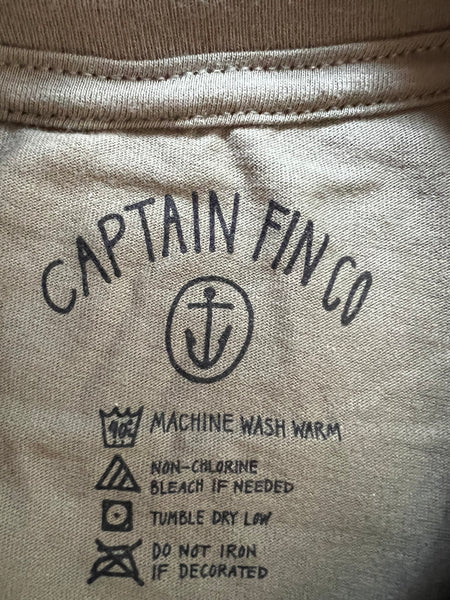 CAPTAIN FIN CO
40C MACHINE WASH WARM
NON-CHLORINE
BLEACH IF NEEDED
TUMBLE DRY LOW
DO NOT IRON
IF DECORATED